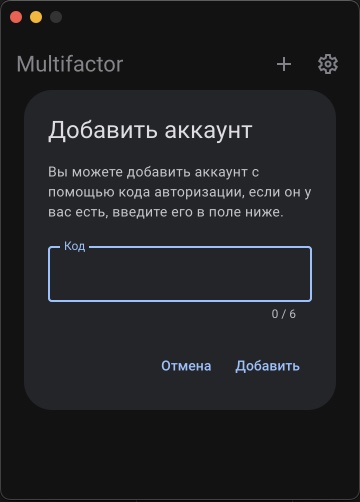 Multifactor
Добавить аккаунт
Вы можете добавить аккаунт с
помощью кода авторизации, если он у
вас есть, введите его в поле ниже.
Код
0 / 6
Отмена Добавить